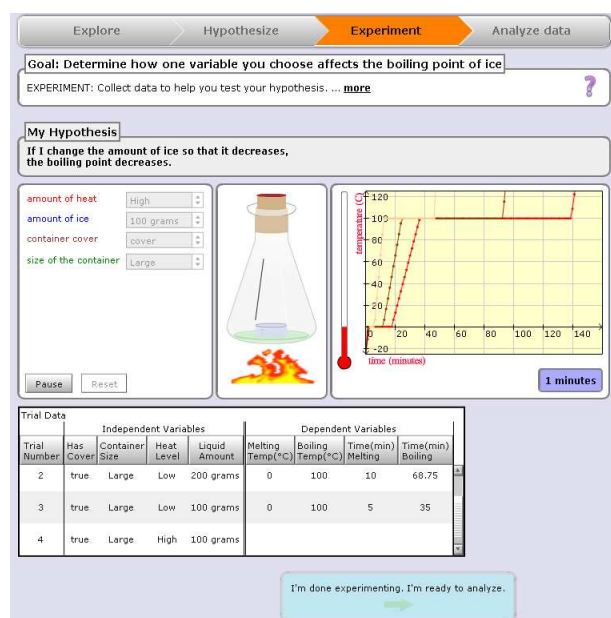 Explore Hypothesize Experiment Analyze data
Goal: Determine how one variable you choose affects the boiling point of ice
EXPERIMENT: Collect data to help you test your hypothesis. ... more
?
My Hypothesis
If I change the amount of ice so that it decreases,
the boiling point decreases.
amount of heat High
amount of ice 100 grams
container cover cover
size of the container Large
Pause Reset
temperature (C)
120
100
80
60
40
20
0 20 40 60 80 100 120 140
-20
time (minutes)
1 minutes
Trial Data
Independent Variables Dependent Variables
Trial Has Container Heat Liquid Melting Boiling Time(min) Time(min)
Number Cover Size Level Amount Temp(°C) Temp(°C) Melting Boiling
2 true Large Low 200 grams 0 100 10 68.75
3 true Large Low 100 grams 0 100 5 35
4 true Large High 100 grams
I'm done experimenting. I'm ready to analyze.